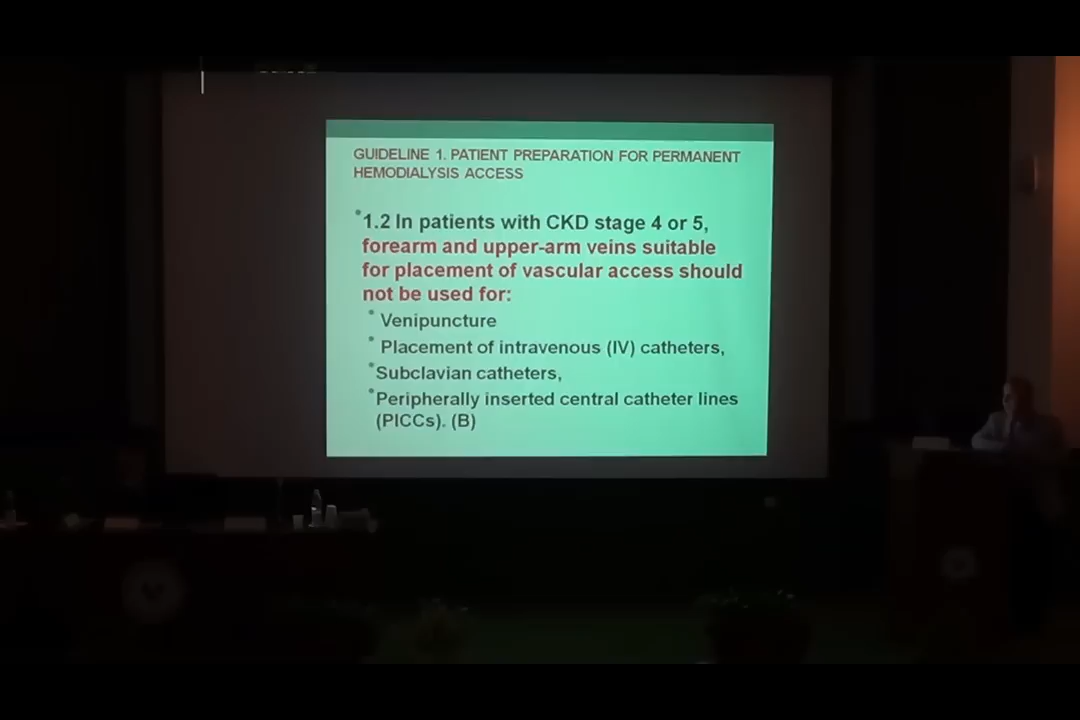 GUIDELINE 1. PATIENT PREPARATION FOR PERMANENT
HEMODIALYSIS ACCESS
1.2 In patients with CKD stage 4 or 5,
forearm and upper-arm veins suitable
for placement of vascular access should
not be used for:
Venipuncture
Placement of intravenous (IV) catheters,
Subclavian catheters,
Peripherally inserted central catheter lines
(PICCs). (B)